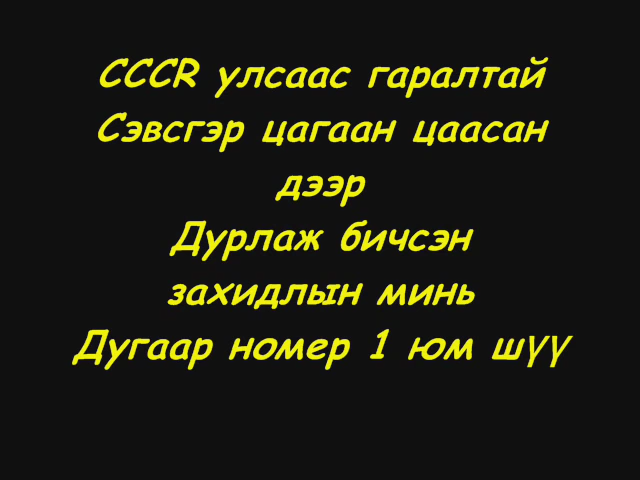 СССR улсаас гаралтай
Сэвсгэр цагаан цаасан
дээр
Дурлаж бичсэн
захидлын минь
Дугаар номер 1 юм шүү